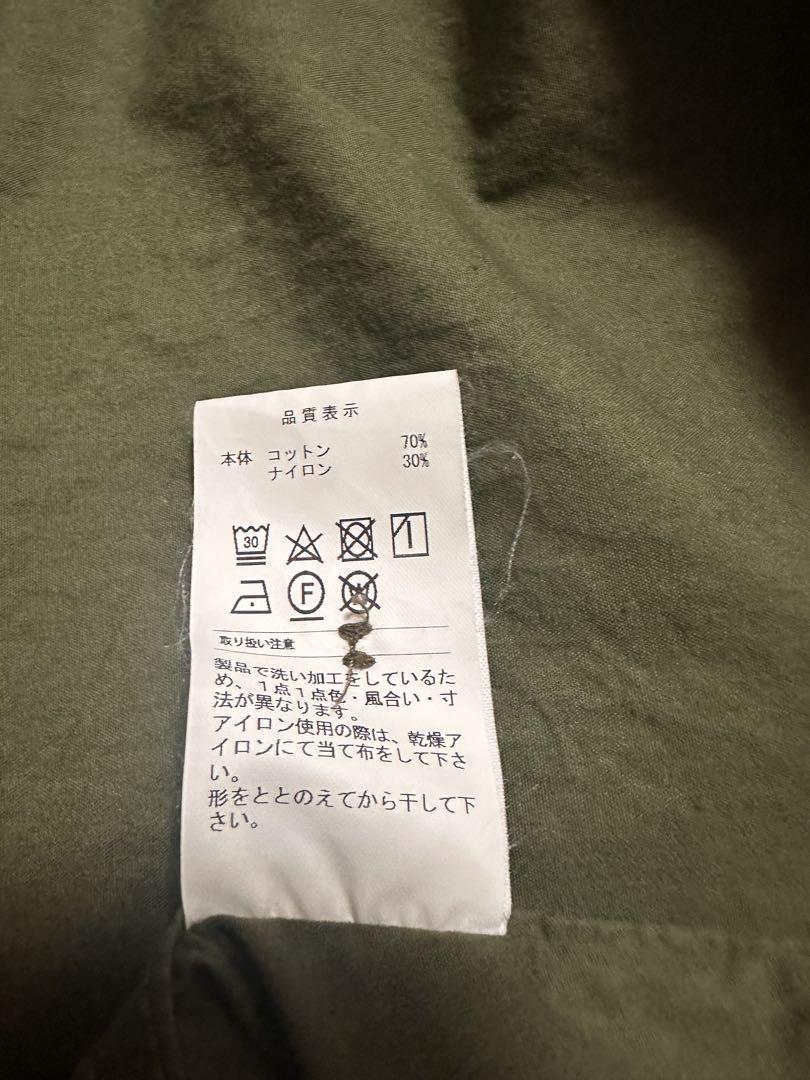 品質表示
本体 コットン 70%
ナイロン 30%
30
F
取り扱い注意
製品で洗い加工をしているた
め、1点1点色・風合い・寸
法が異なります。
アイロン使用の際は、乾燥ア
イロンにて当て布をして下さ
い。
形をととのえてから干して下
さい。